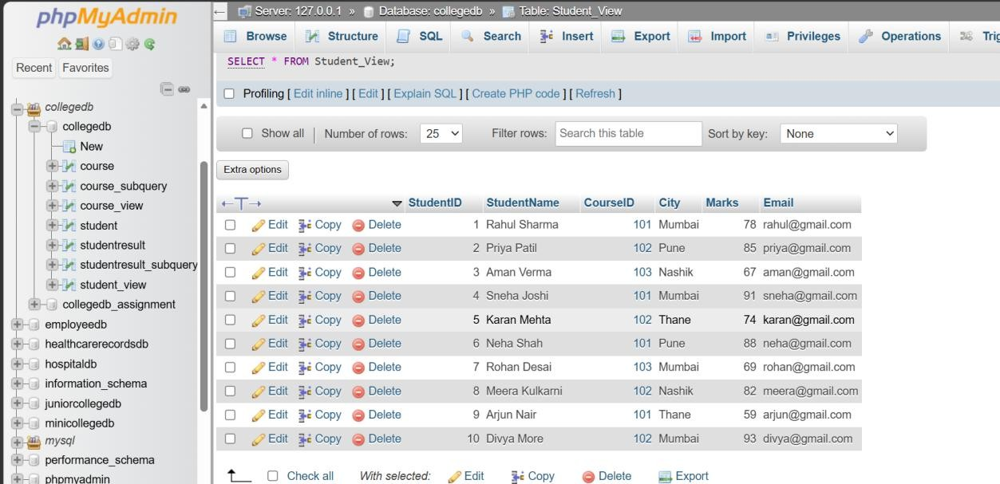 phpMyAdmin
Recent Favorites
collegedb
collegedb
New
course
course_subquery
course_view
student
studentresult
studentresult_subquery
student_view
collegedb_assignment
employeedb
healthcarerecordsdb
hospitaldb
information_schema
juniorcollegedb
minicollegedb
mysql
performance_schema
phpmyadmin
Server: 127.0.0.1 » Database: collegedb » Table: Student_View
Browse Structure SQL Search Insert Export Import Privileges Operations Trig
SELECT * FROM Student_View;
Profiling [ Edit inline ] [ Edit ] [ Explain SQL ] [ Create PHP code ] [ Refresh ]
Show all | Number of rows: 25 Filter rows: Search this table Sort by key: None
Extra options
←T→ StudentID StudentName CourseID City Marks Email
Edit Copy Delete 1 Rahul Sharma 101 Mumbai 78 rahul@gmail.com
Edit Copy Delete 2 Priya Patil 102 Pune 85 priya@gmail.com
Edit Copy Delete 3 Aman Verma 103 Nashik 67 aman@gmail.com
Edit Copy Delete 4 Sneha Joshi 101 Mumbai 91 sneha@gmail.com
Edit Copy Delete 5 Karan Mehta 102 Thane 74 karan@gmail.com
Edit Copy Delete 6 Neha Shah 101 Pune 88 neha@gmail.com
Edit Copy Delete 7 Rohan Desai 103 Mumbai 69 rohan@gmail.com
Edit Copy Delete 8 Meera Kulkarni 102 Nashik 82 meera@gmail.com
Edit Copy Delete 9 Arjun Nair 101 Thane 59 arjun@gmail.com
Edit Copy Delete 10 Divya More 102 Mumbai 93 divya@gmail.com
Check all With selected: Edit Copy Delete Export